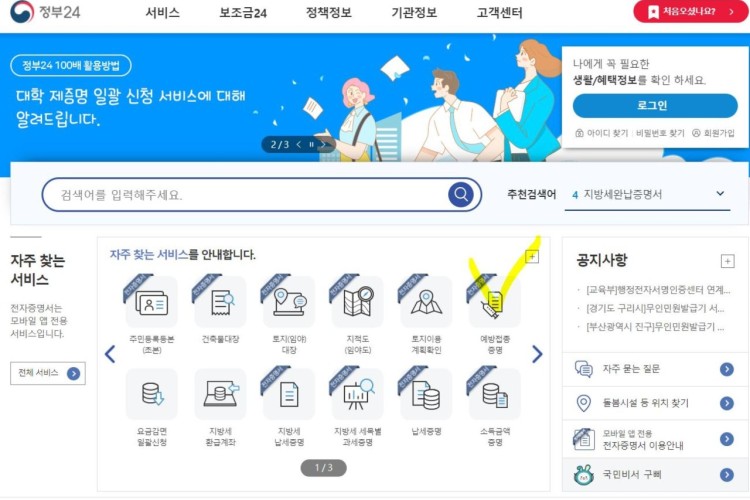 정부24
서비스
보조금24
정책정보
기관정보
고객센터
처음오셨나요?
정부24 100배 활용방법
대학 제증명 일괄 신청 서비스에 대해
알려드립니다.
2 / 3
나에게 꼭 필요한
생활/혜택정보를 확인 하세요.
로그인
아이디 찾기
비밀번호 찾기
회원가입
검색어를 입력해주세요.
추천검색어
4 지방세완납증명서
자주 찾는
서비스
전자증명서는
모바일 앱 전용
서비스입니다.
전체 서비스
자주 찾는 서비스를 안내합니다.
전자증명서
주민등록등본
(초본)
전자증명서
건축물대장
전자증명서
토지(임야)
대장
전자증명서
지적도
(임야도)
전자증명서
토지이용
계획확인
전자증명서
예방접종
증명
요금감면
일괄신청
지방세
환급계좌
전자증명서
지방세
납세증명
전자증명서
지방세 세목별
과세증명
전자증명서
납세증명
전자증명서
소득금액
증명
1 / 3
공지사항
[교육부]행정전자서명인증센터 연계...
[경기도 구리시]무인민원발급기 서...
[부산광역시 진구]무인민원발급기 ...
자주 묻는 질문
돌봄시설 등 위치 찾기
모바일 앱 전용
전자증명서 이용안내
국민비서 구삐